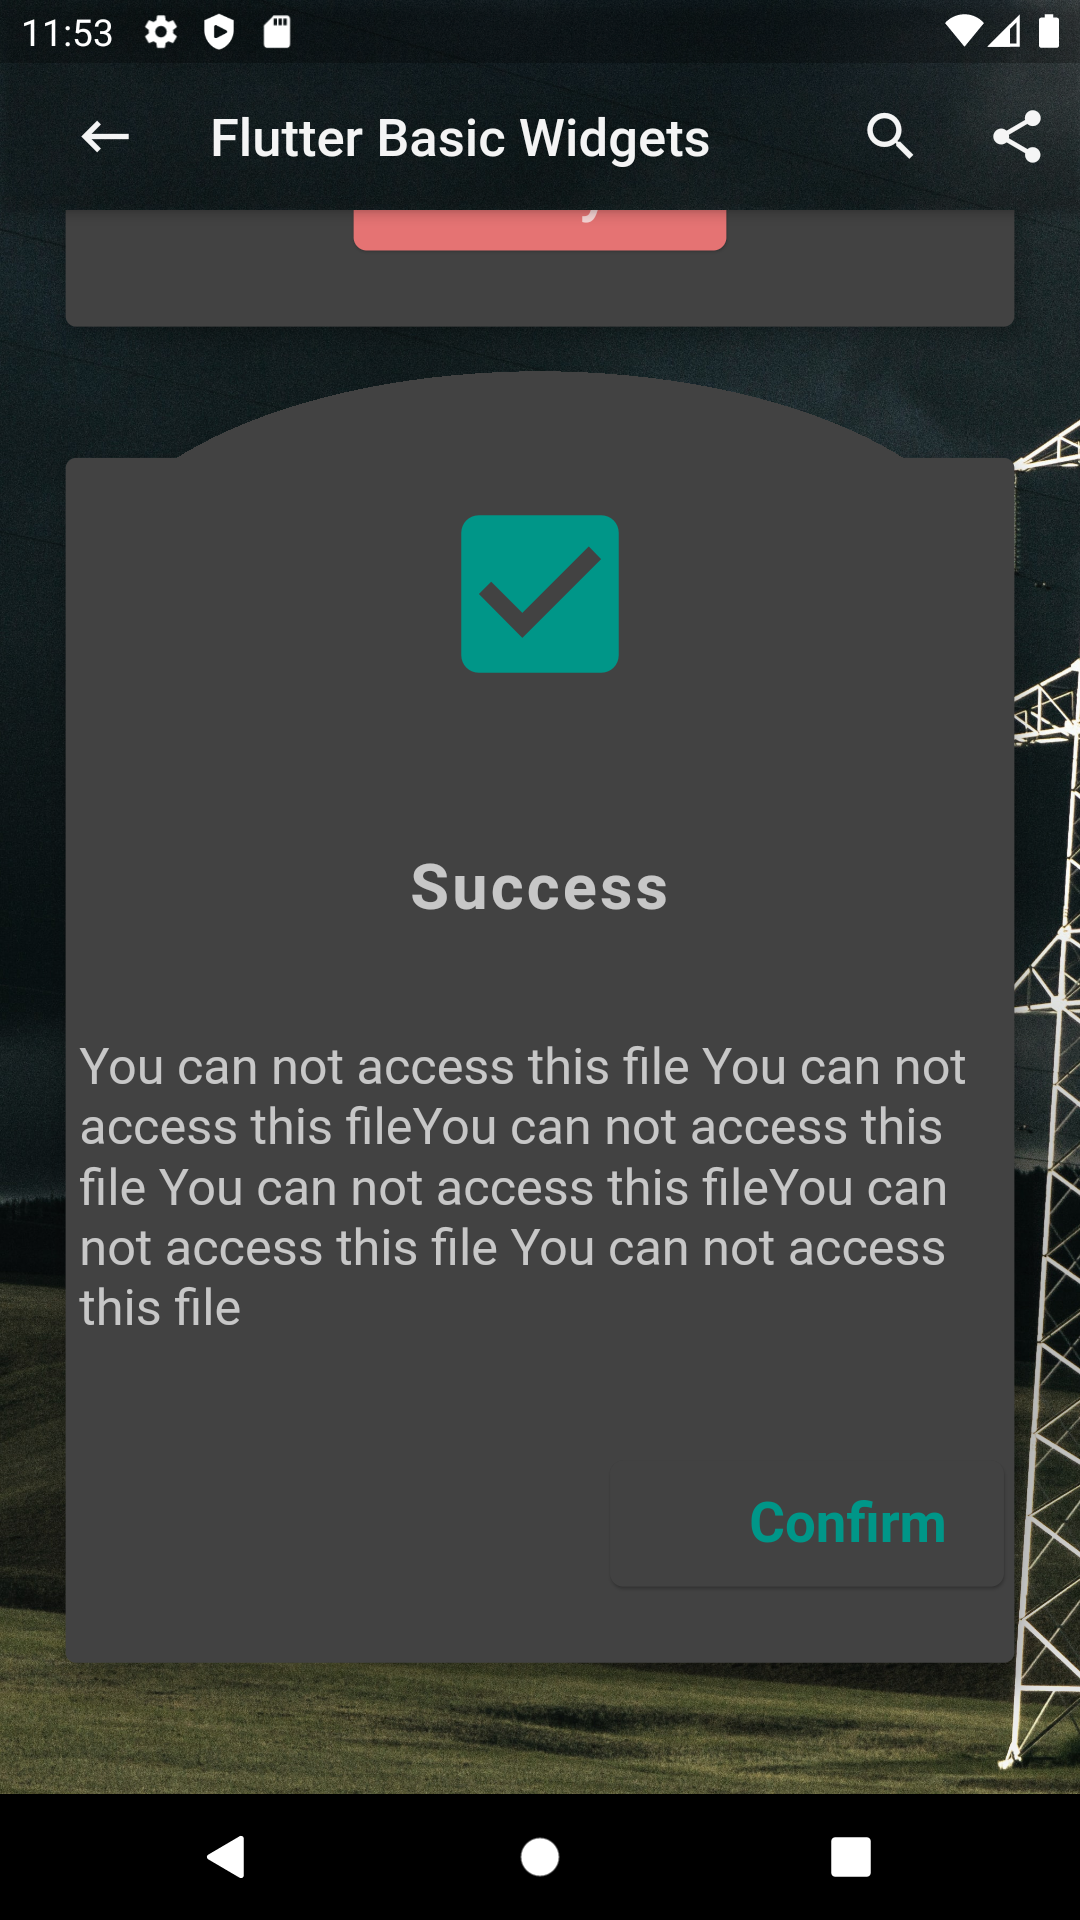 11:53
Flutter Basic Widgets
Success
You can not access this file You can not
access this fileYou can not access this
file You can not access this fileYou can
not access this file You can not access
this file
Confirm